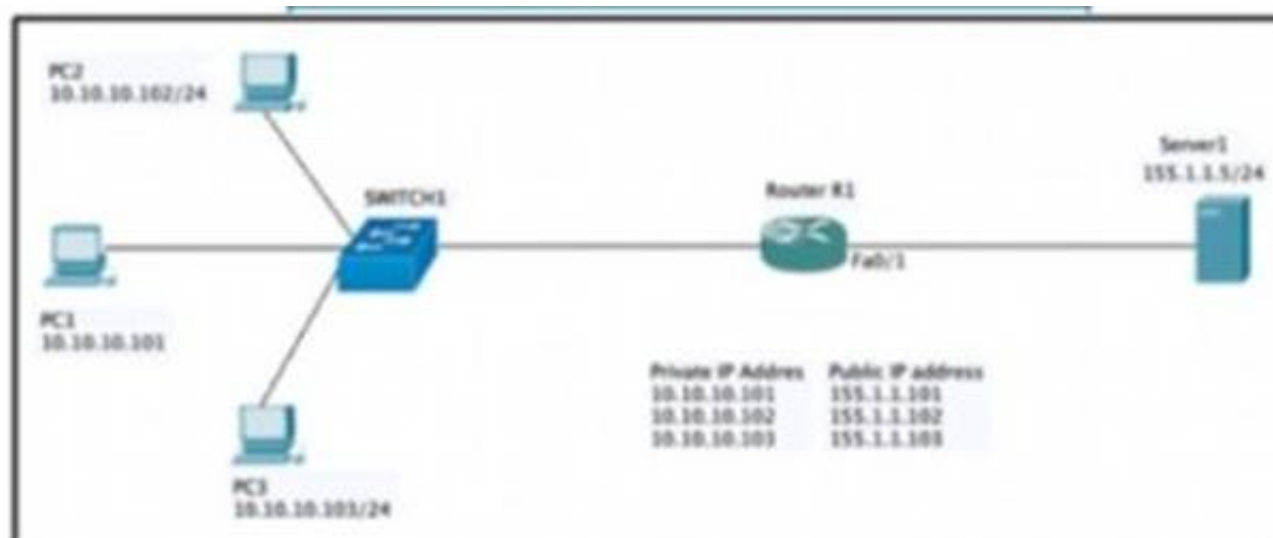 PC2
10.10.10.102/24
SWITCH1
Router R1
Server1
155.1.1.5/24
Fa0/1
PC1
10.10.10.101
Private IP Addres Public IP address
10.10.10.101 155.1.1.101
10.10.10.102 155.1.1.102
10.10.10.103 155.1.1.103
PC3
10.10.10.103/24